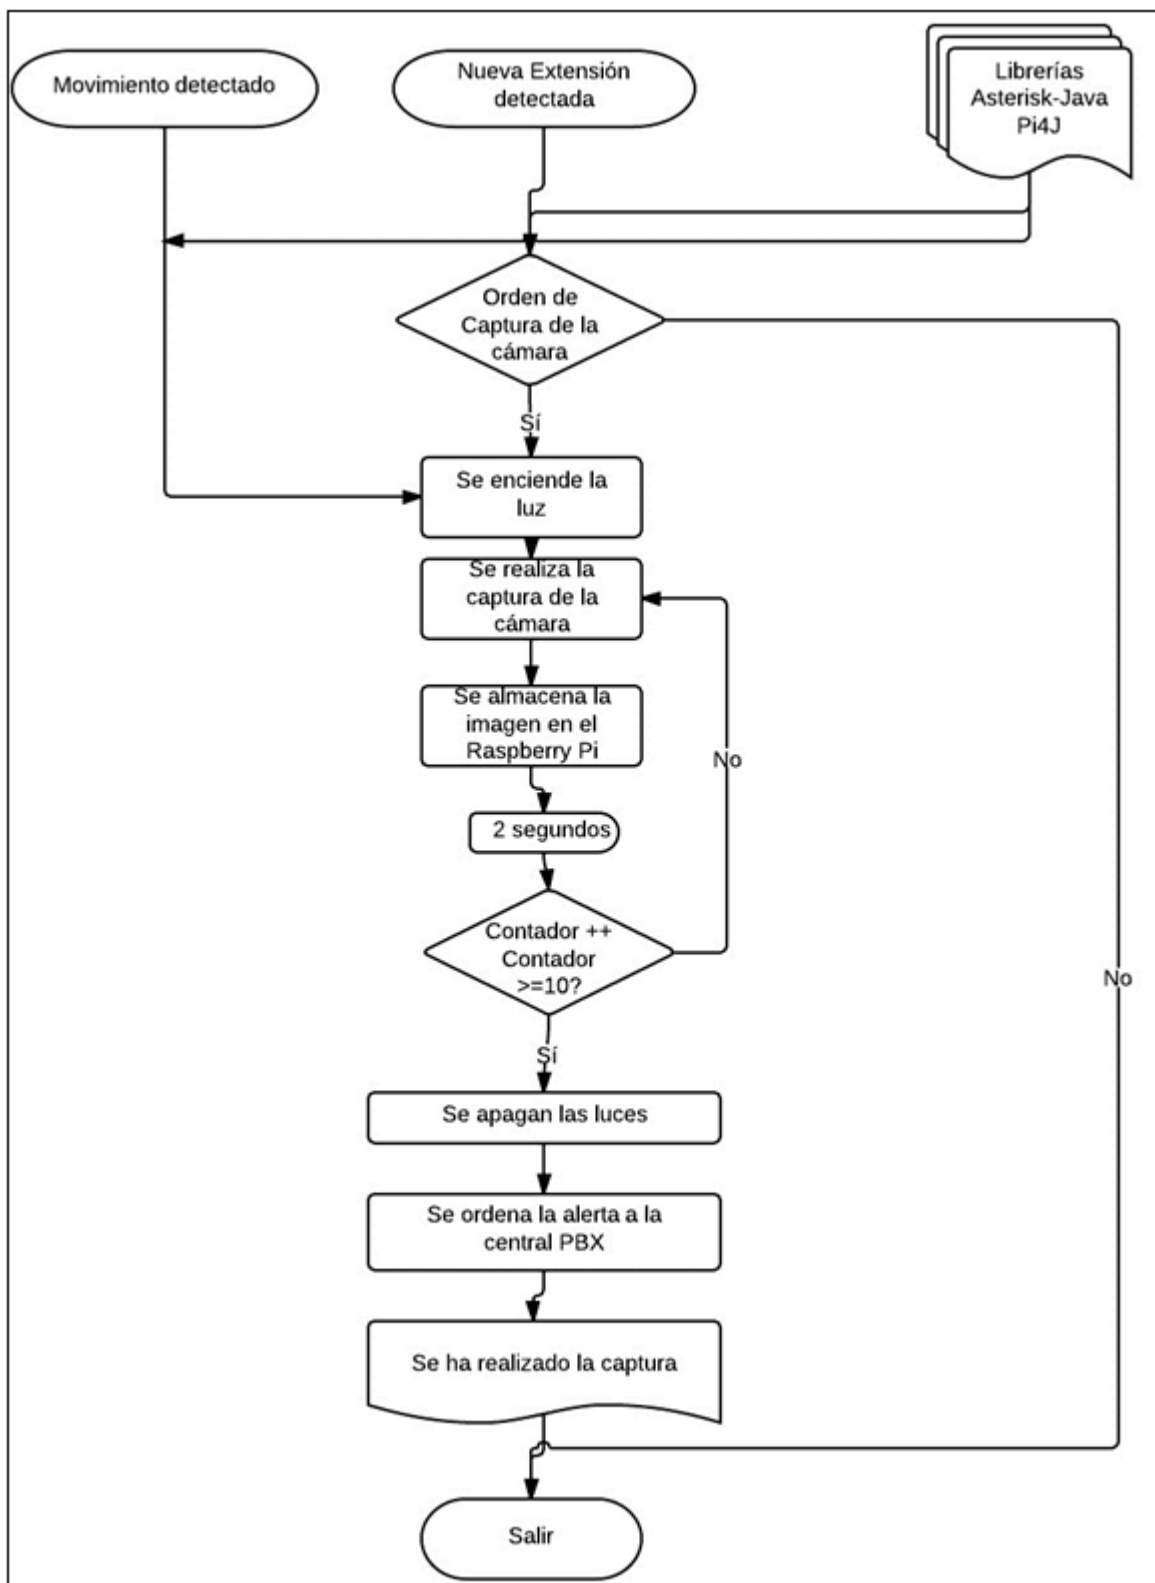 Movimiento detectado
Nueva Extensión
detectada
Librerías
Asterisk-Java
Pi4J
Orden de
Captura de la
cámara
Sí
Se enciende la
luz
Se realiza la
captura de la
cámara
Se almacena la
imagen en el
Raspberry Pi
No
2 segundos
Contador ++
Contador
>=10?
No
Sí
Se apagan las luces
Se ordena la alerta a la
central PBX
Se ha realizado la captura
Salir